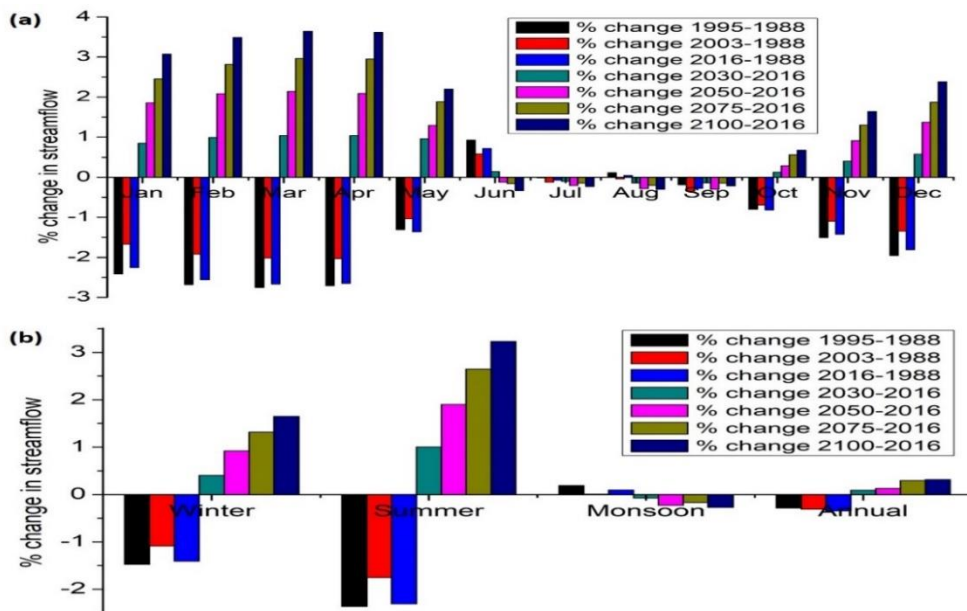 (a)
4
3
2
1
0
-1
-2
-3
% change in streamflow
% change 1995-1988
% change 2003-1988
% change 2016-1988
% change 2030-2016
% change 2050-2016
% change 2075-2016
% change 2100-2016
Jan Feb Mar Apr May Jun Jul Aug Sep Oct Nov Dec
(b)
3
2
1
0
-1
-2
% change in streamflow
% change 1995-1988
% change 2003-1988
% change 2016-1988
% change 2030-2016
% change 2050-2016
% change 2075-2016
% change 2100-2016
Winter Summer Monsoon Annual